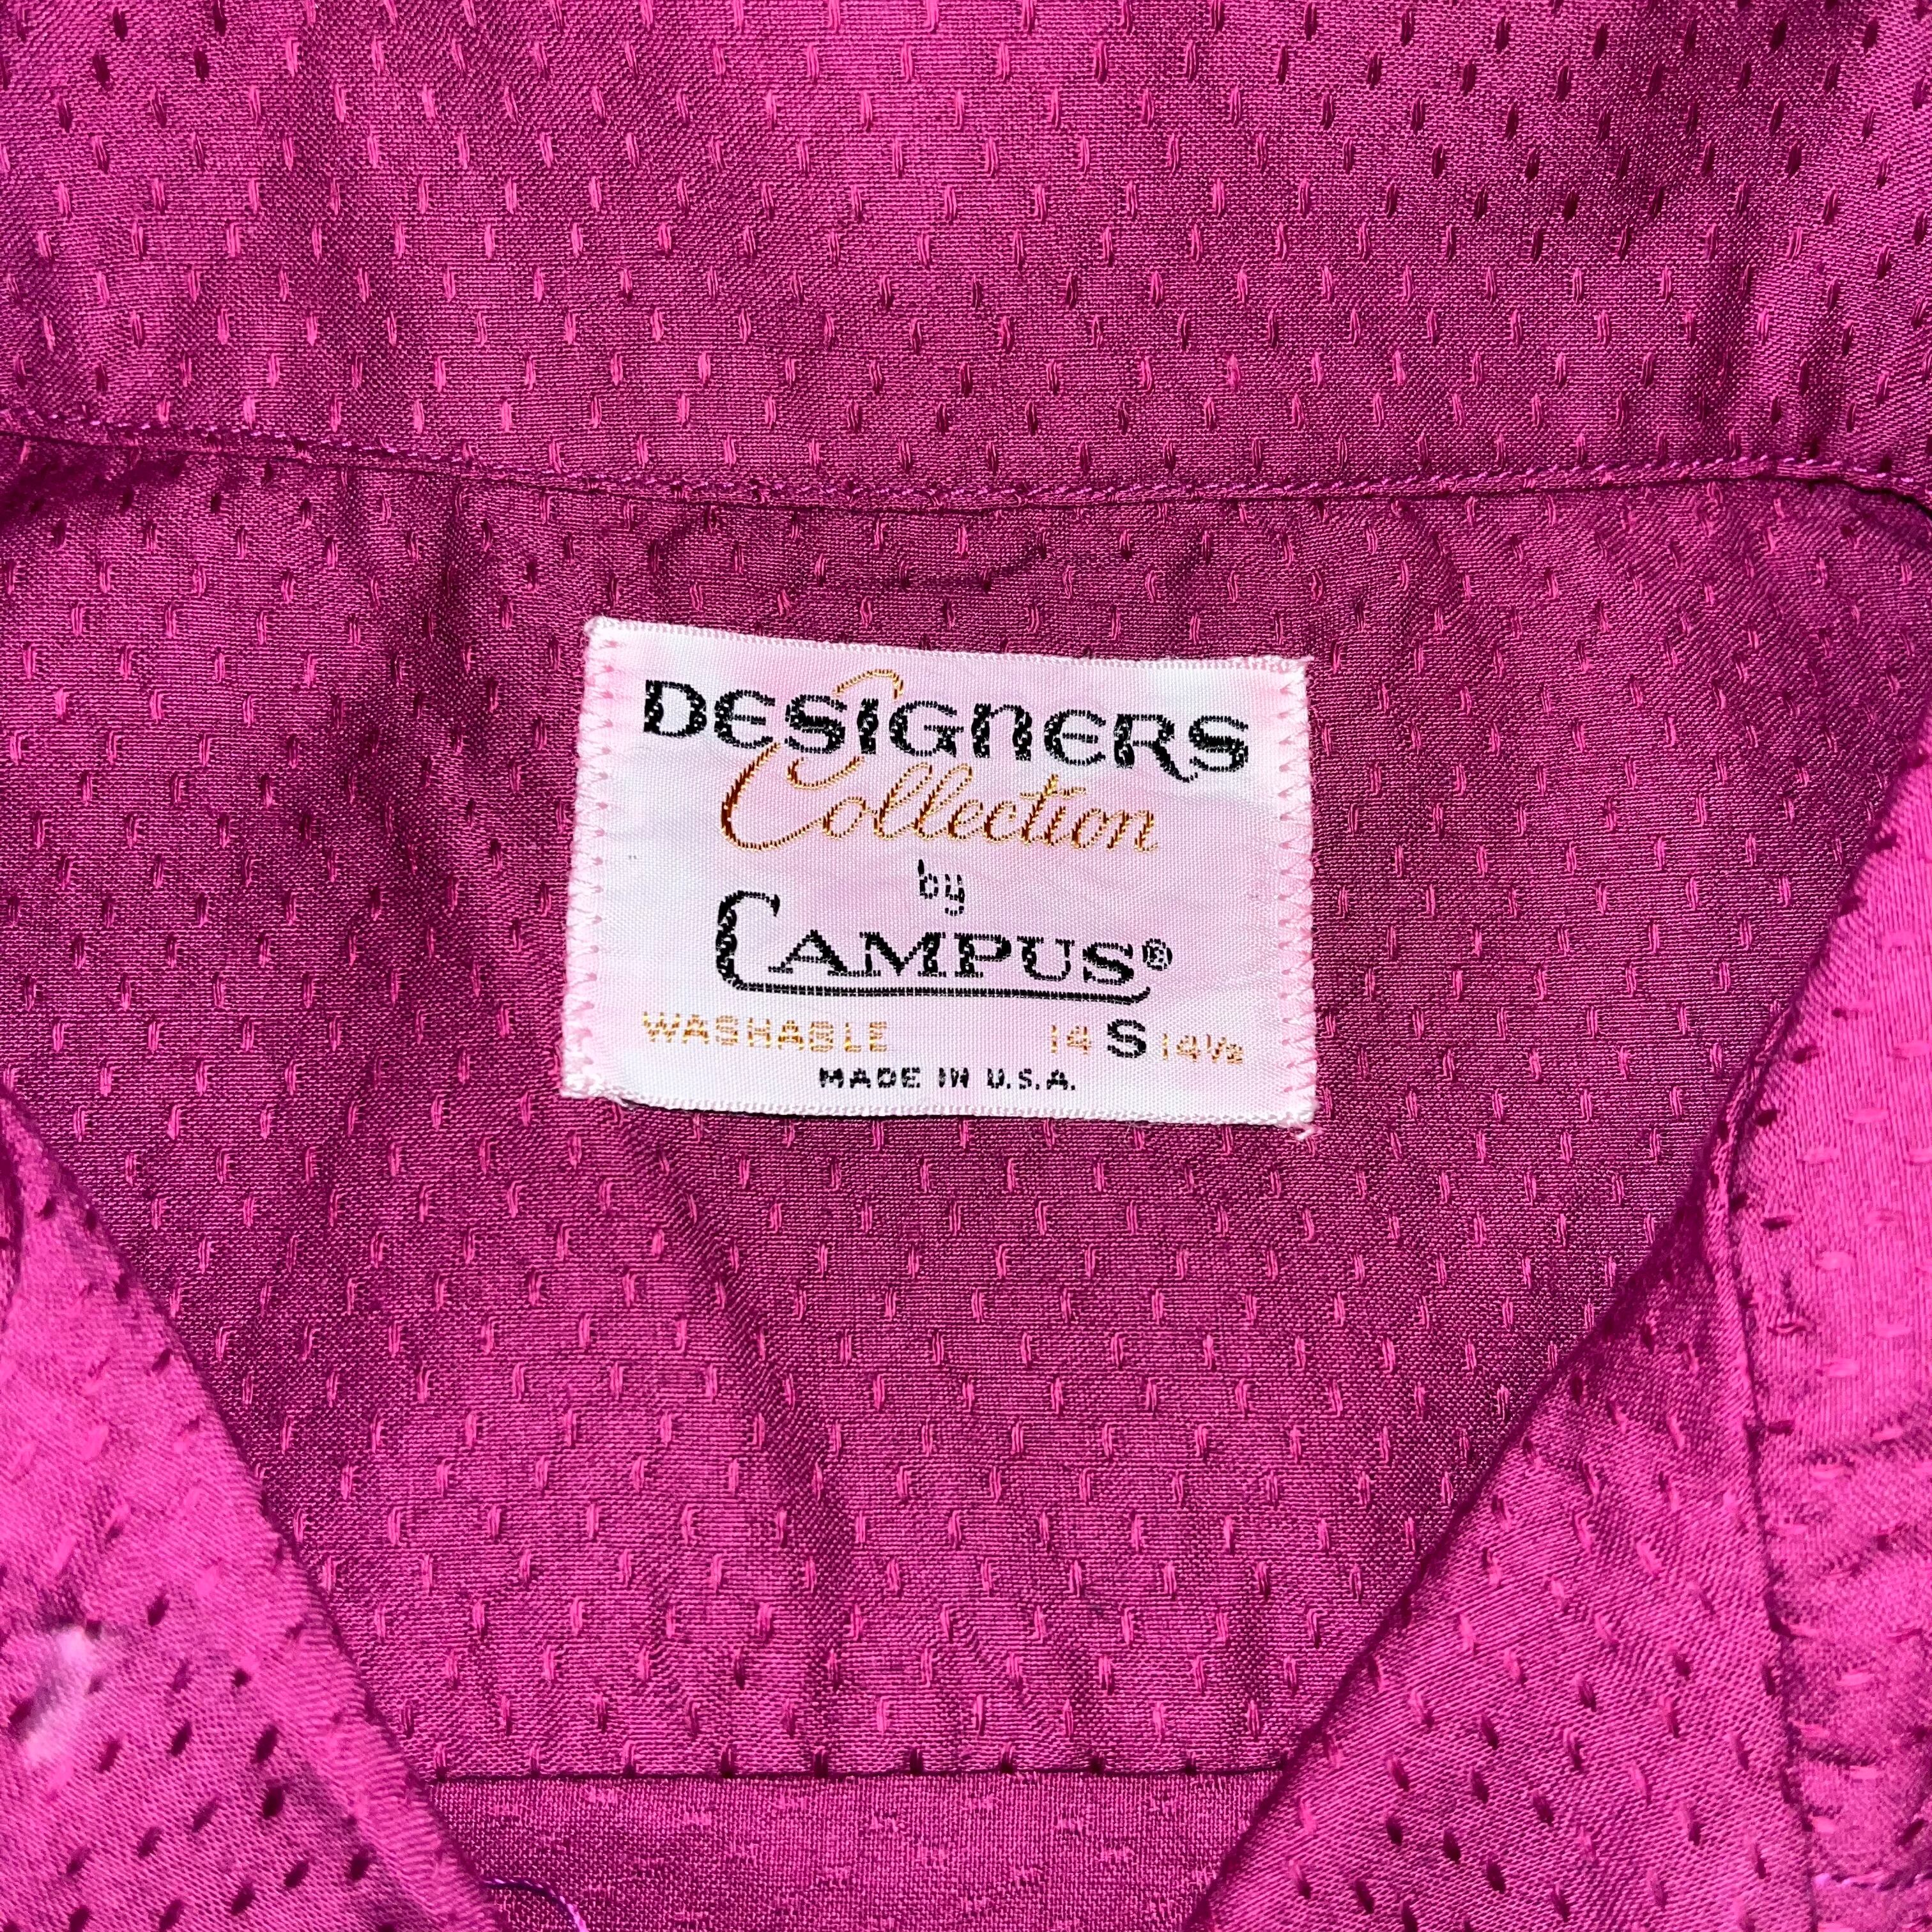 DESIGNERS
Collection
by
CAMPUS®
WASHABLE 14 S 14½
MADE IN U.S.A.